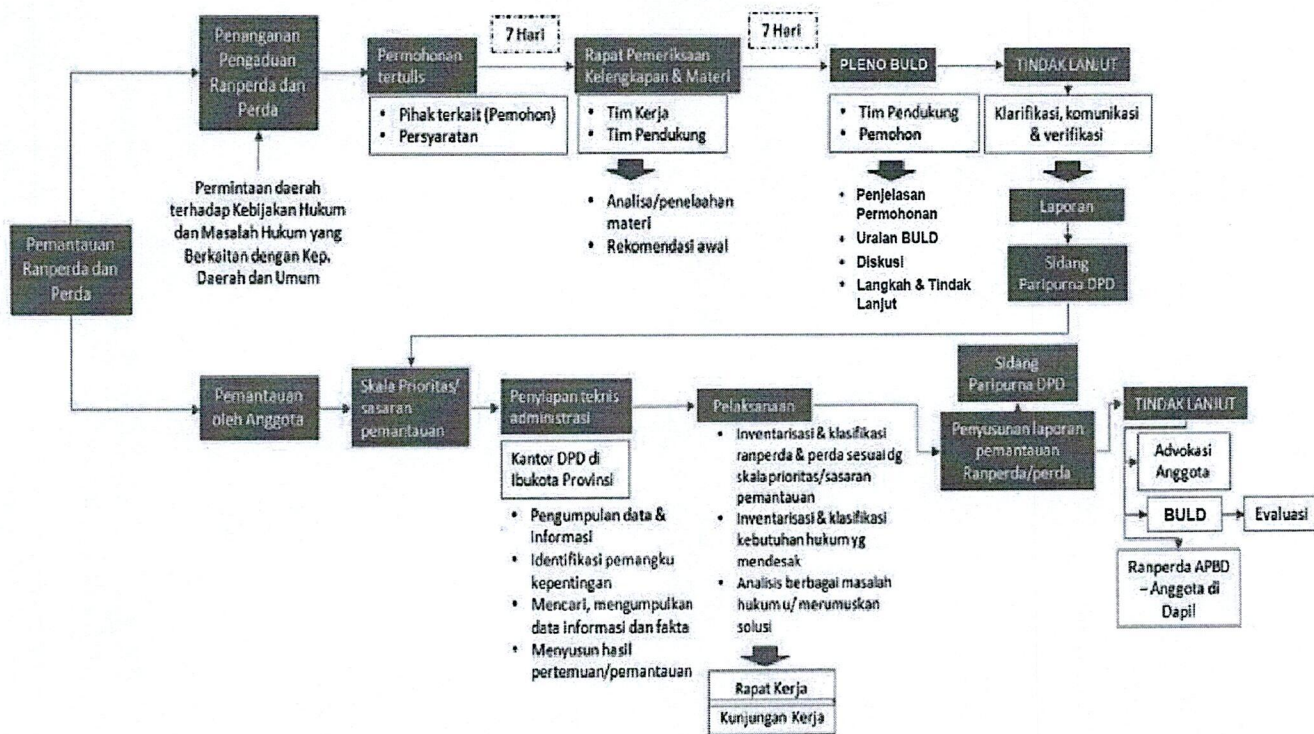 Penanganan
Pengaduan
Ranperda dan
Perda
Permohonan
tertulis
7 Hari
Rapat Pemeriksaan
Kelengkapan & Materi
7 Hari
PLENO BULD
TINDAK LANJUT
• Pihak terkait (Pemohon)
• Persyaratan
• Tim Kerja
• Tim Pendukung
• Tim Pendukung
• Pemohon
Klarifikasi, komunikasi
& verifikasi
Permintaan daerah
terhadap Kebijakan Hukum
dan Masalah Hukum yang
Berkaitan dengan Kep.
Daerah dan Umum
• Analisa/penelaahan
materi
• Rekomendasi awal
• Penjelasan
Permohonan
• Uraian BULD
• Diskusi
• Langkah & Tindak
Lanjut
Laporan
Sidang
Paripurna DPD
Pemantauan
Ranperda dan
Perda
Pemantauan
oleh Anggota
Skala Prioritas/
sasaran
pemantauan
Penyiapan teknis
administrasi
Kantor DPD di
Ibukota Provinsi
• Pengumpulan data &
informasi
• Identifikasi pemangku
kepentingan
• Mencari, mengumpulkan
data informasi dan fakta
• Menyusun hasil
pertemuan/pemantauan
Pelaksanaan
• Inventarisasi & klasifikasi
ranperda & perda sesuai dg
skala prioritas/sasaran
pemantauan
• Inventarisasi & klasifikasi
kebutuhan hukum yg
mendesak
• Analisis berbagai masalah
hukum u/ merumuskan
solusi
Rapat Kerja
Kunjungan Kerja
Sidang
Paripurna DPD
Penyusunan laporan
pemantauan
Ranperda/perda
TINDAK LANJUT
Advokasi
Anggota
BULD
Evaluasi
Ranperda APBD
– Anggota di
Dapil